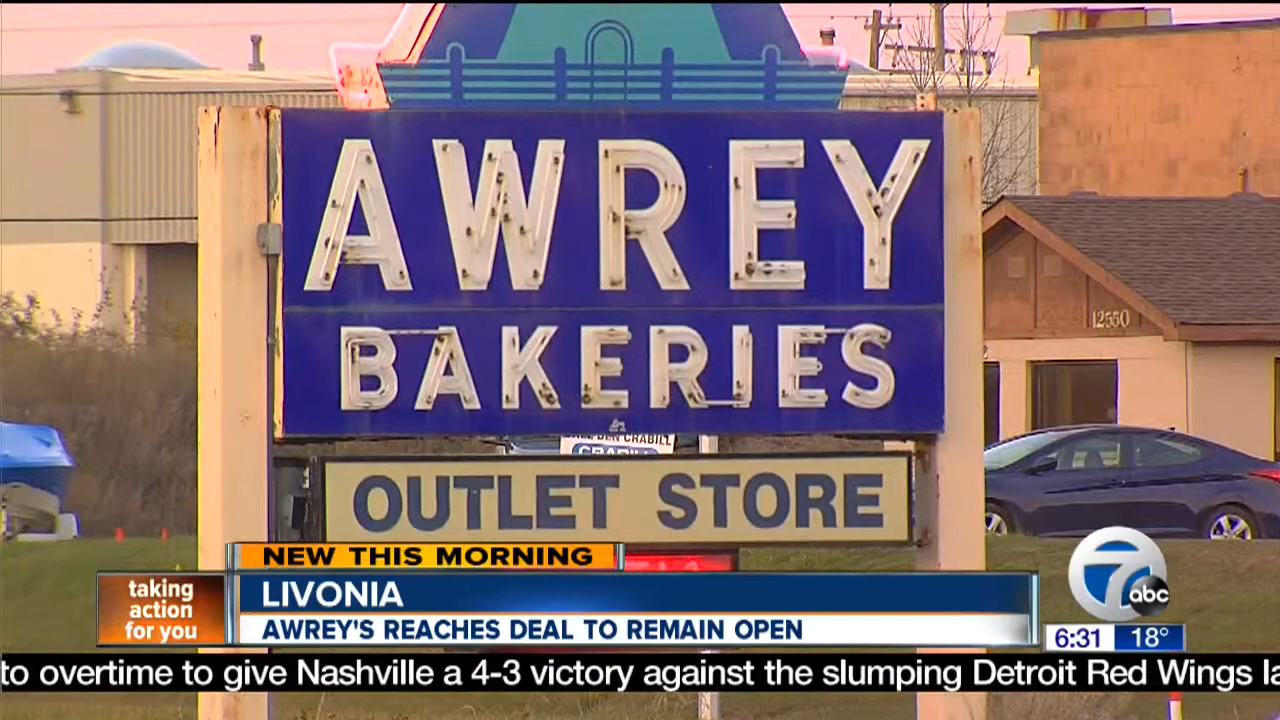 AWREY
BAKERIES
12550
DEN CRABILL
OUTLET STORE
NEW THIS MORNING
taking
action
for you
LIVONIA
AWREY'S REACHES DEAL TO REMAIN OPEN
7 abc
6:31 18°
to overtime to give Nashville a 4-3 victory against the slumping Detroit Red Wings la